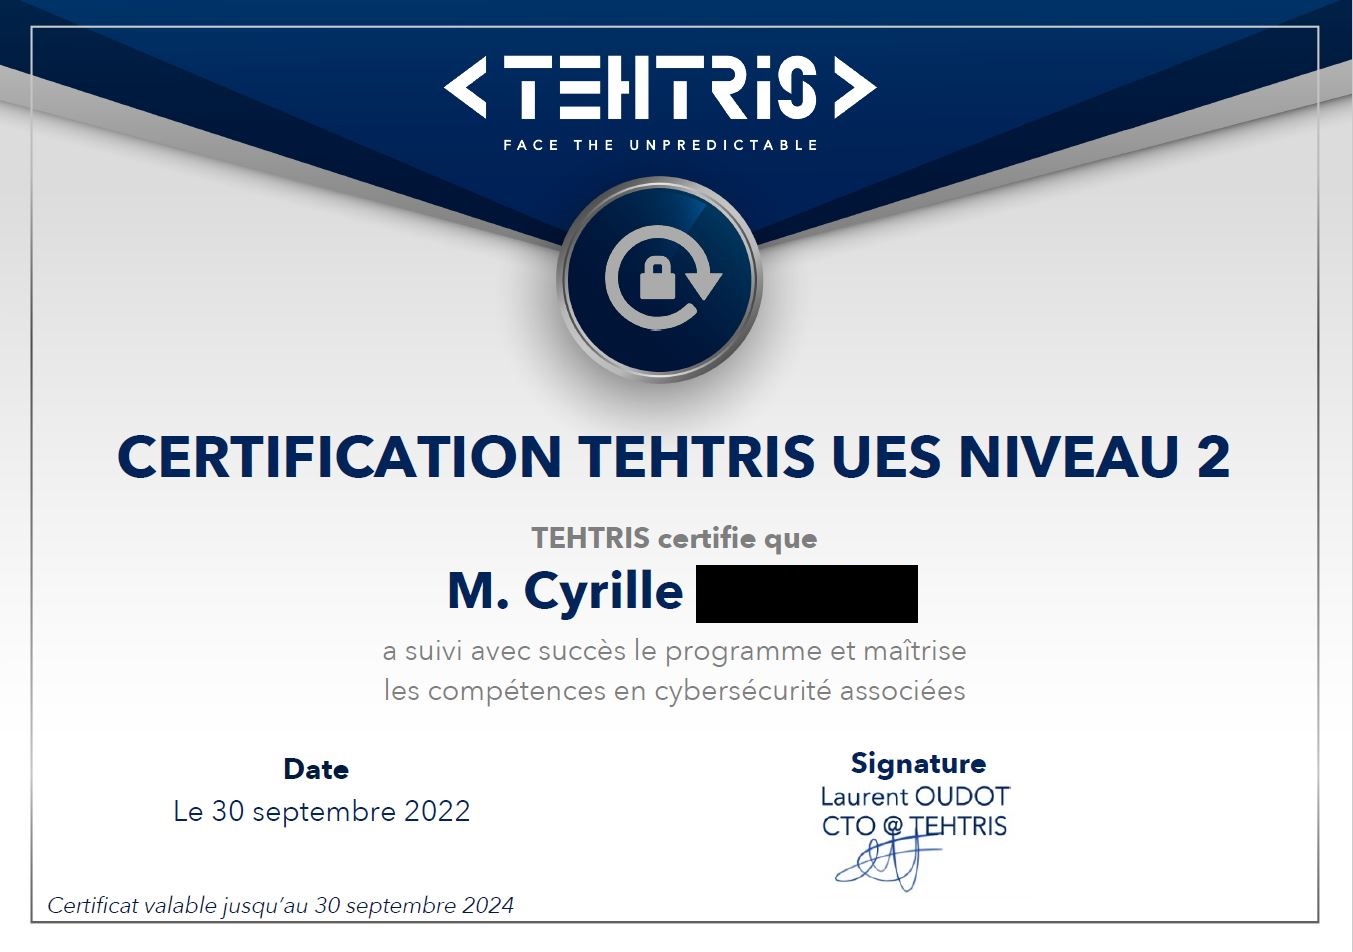 <TEHTRiS>
FACE THE UNPREDICTABLE
CERTIFICATION TEHTRIS UES NIVEAU 2
TEHTRIS certifie que
M. Cyrille
a suivi avec succès le programme et maîtrise
les compétences en cybersécurité associées
Date
Le 30 septembre 2022
Signature
Laurent OUDOT
CTO @ TEHTRIS
Certificat valable jusqu'au 30 septembre 2024